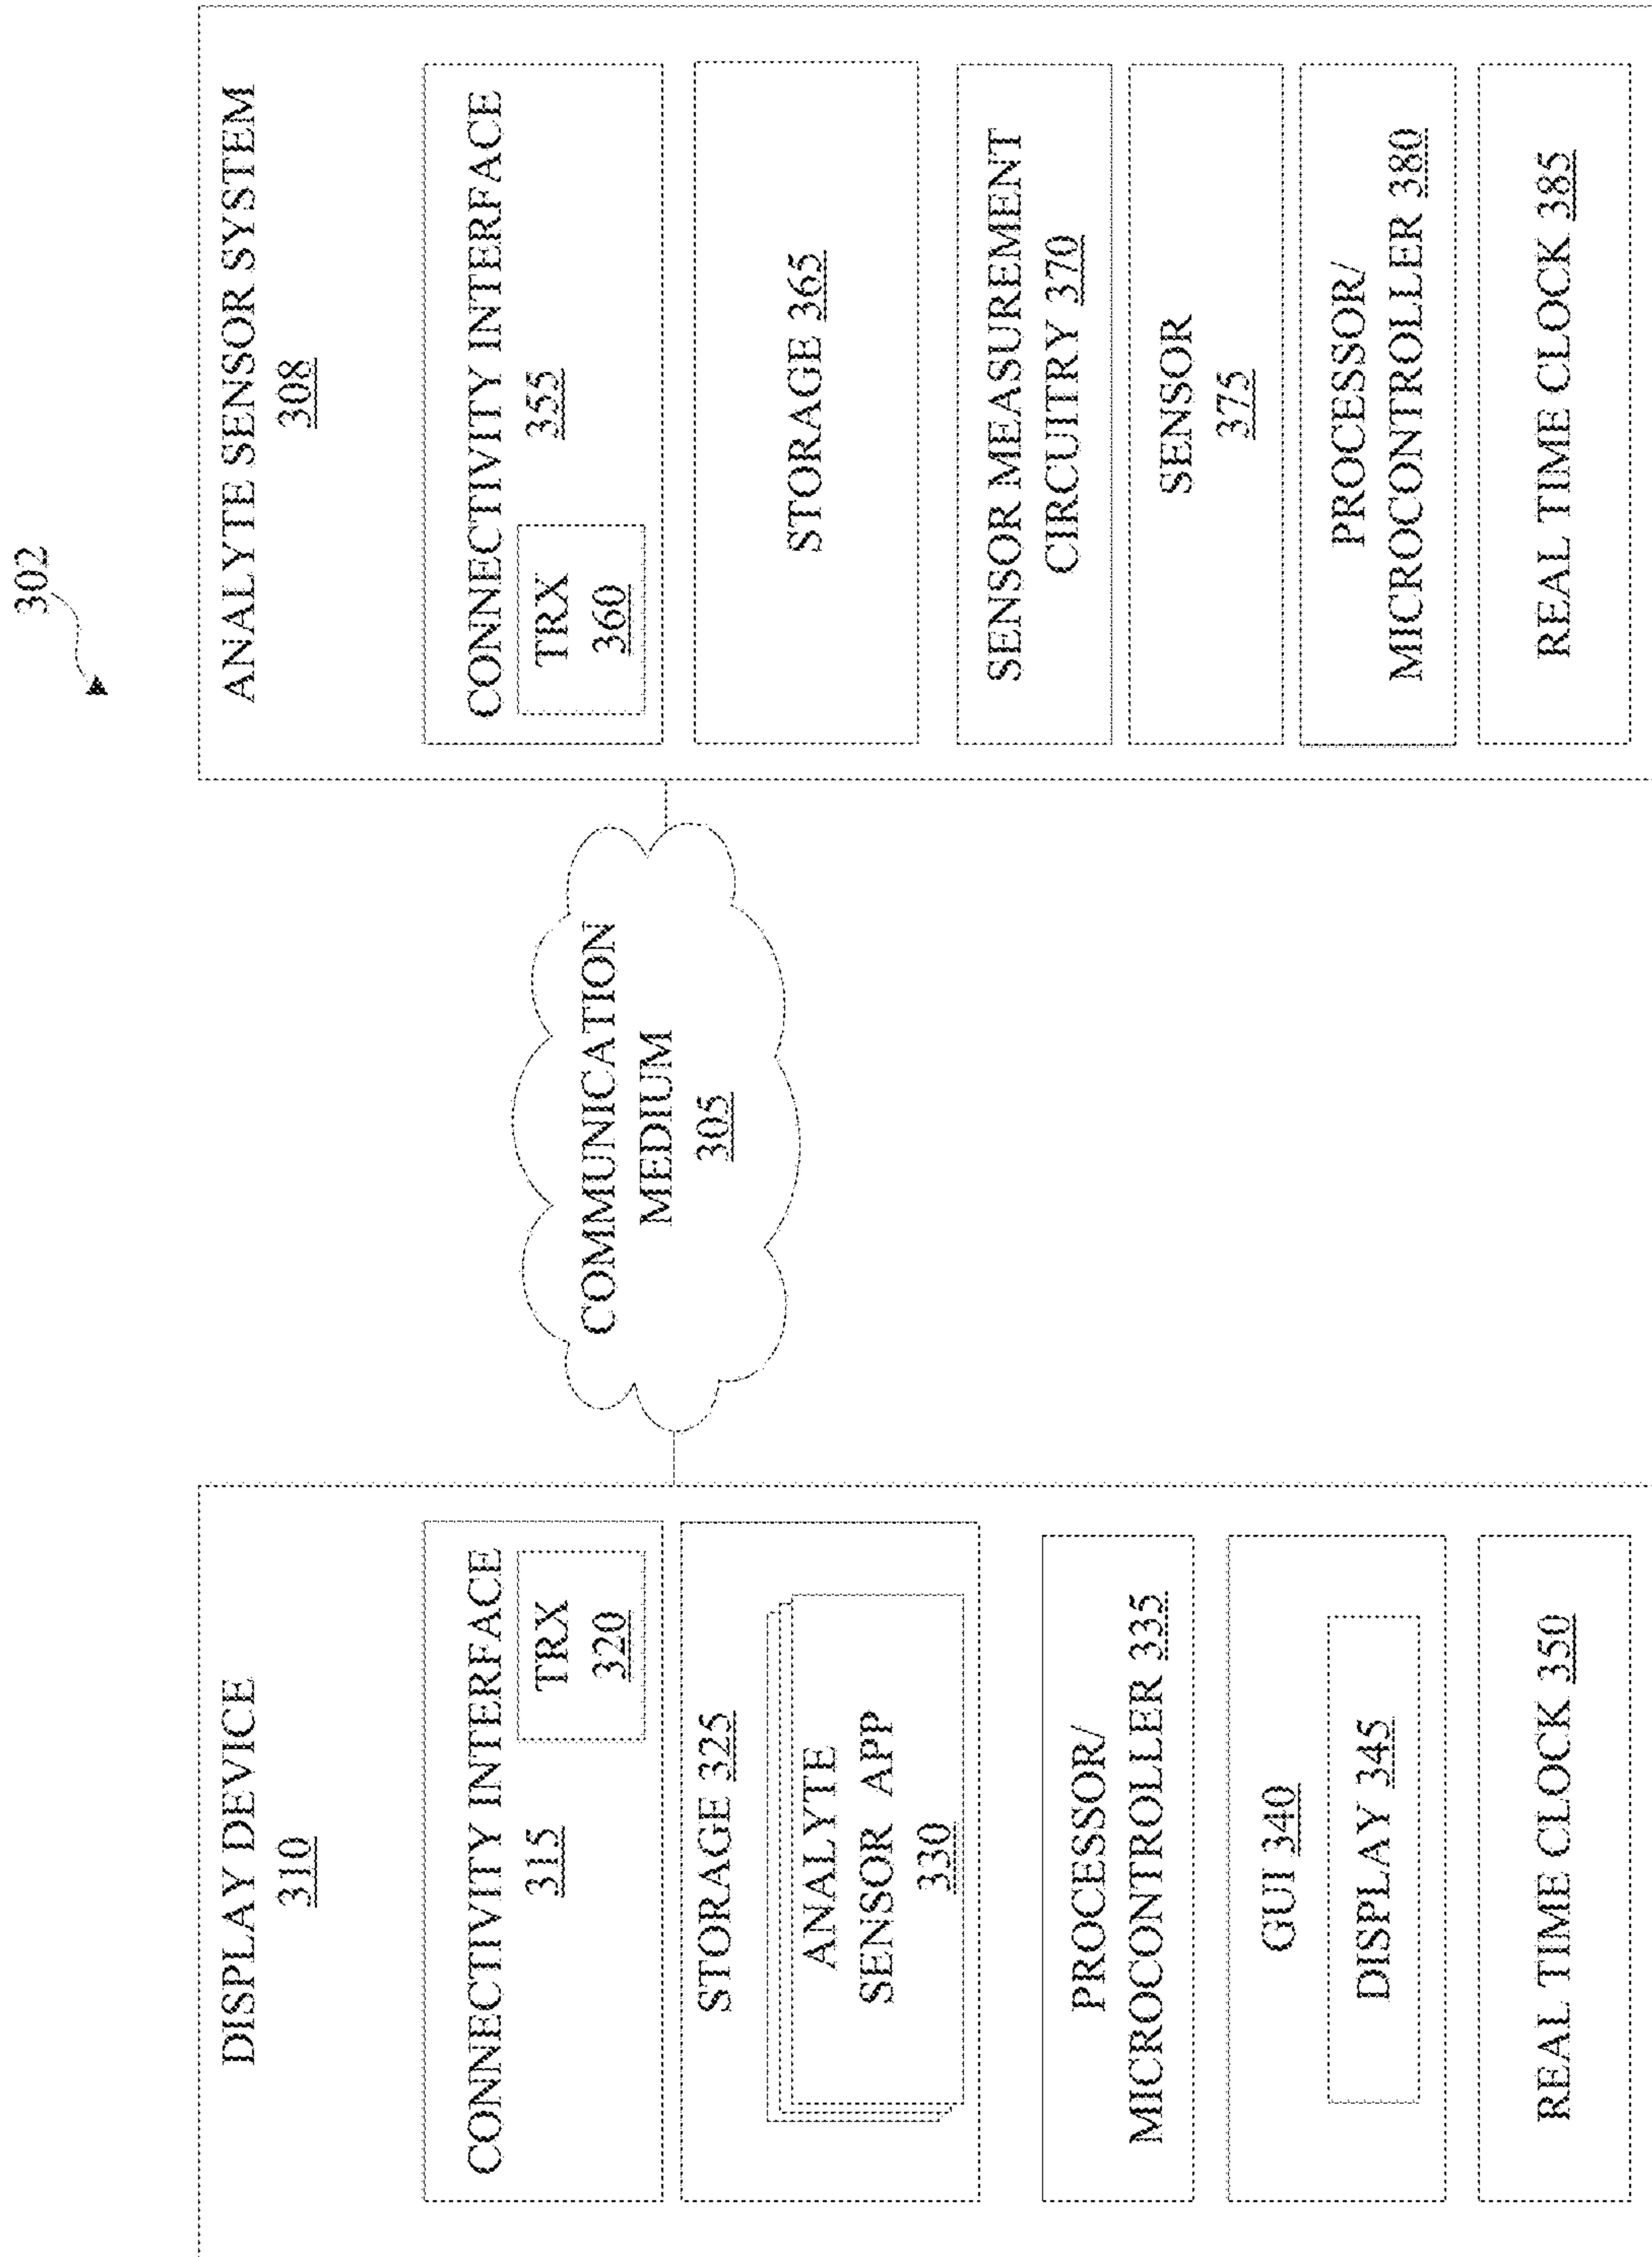 302
DISPLAY DEVICE
310
CONNECTIVITY INTERFACE
315
TRX
320
STORAGE 325
ANALYTE
SENSOR APP
330
PROCESSOR/
MICROCONTROLLER 335
GUI 340
DISPLAY 345
REAL TIME CLOCK 350
COMMUNICATION
MEDIUM
305
ANALYTE SENSOR SYSTEM
308
CONNECTIVITY INTERFACE
355
TRX
360
STORAGE 365
SENSOR MEASUREMENT
CIRCUITRY 370
SENSOR
375
PROCESSOR/
MICROCONTROLLER 380
REAL TIME CLOCK 385